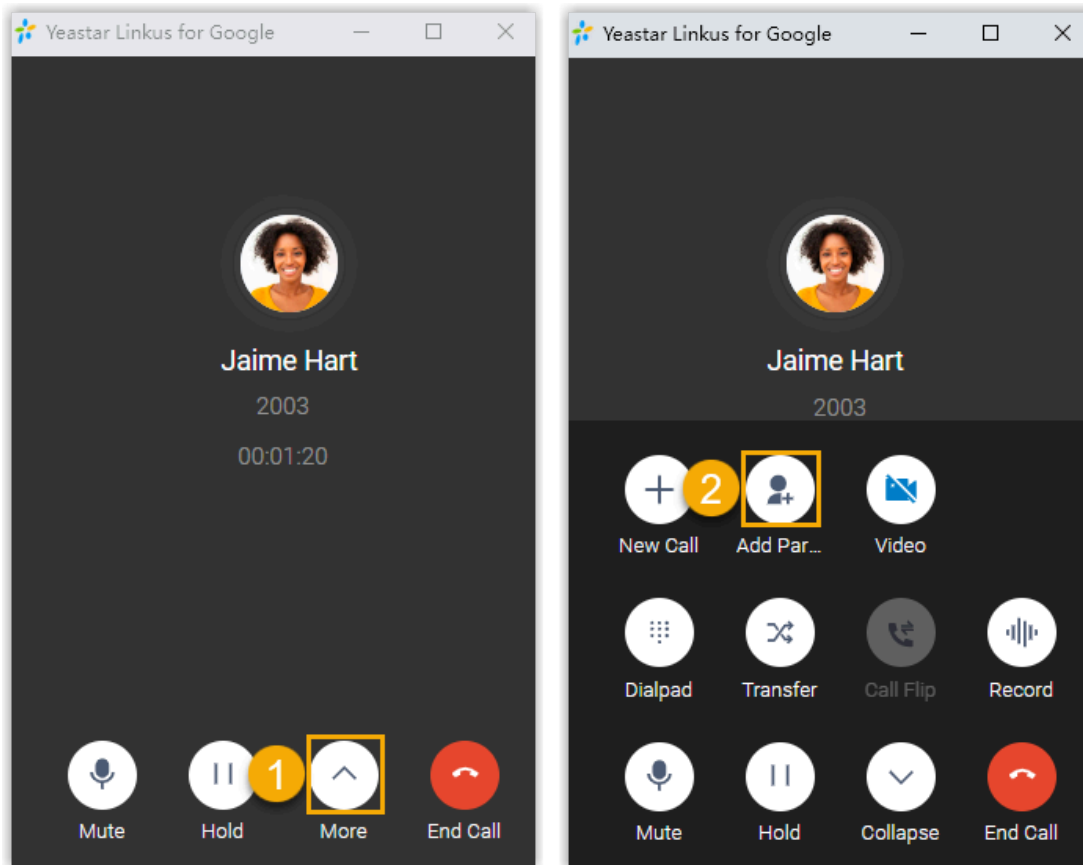 Yeastar Linkus for Google
Jaime Hart
2003
00:01:20
1
Mute Hold More End Call
Yeastar Linkus for Google
Jaime Hart
2003
2
New Call Add Par... Video
Dialpad Transfer Call Flip Record
Mute Hold Collapse End Call